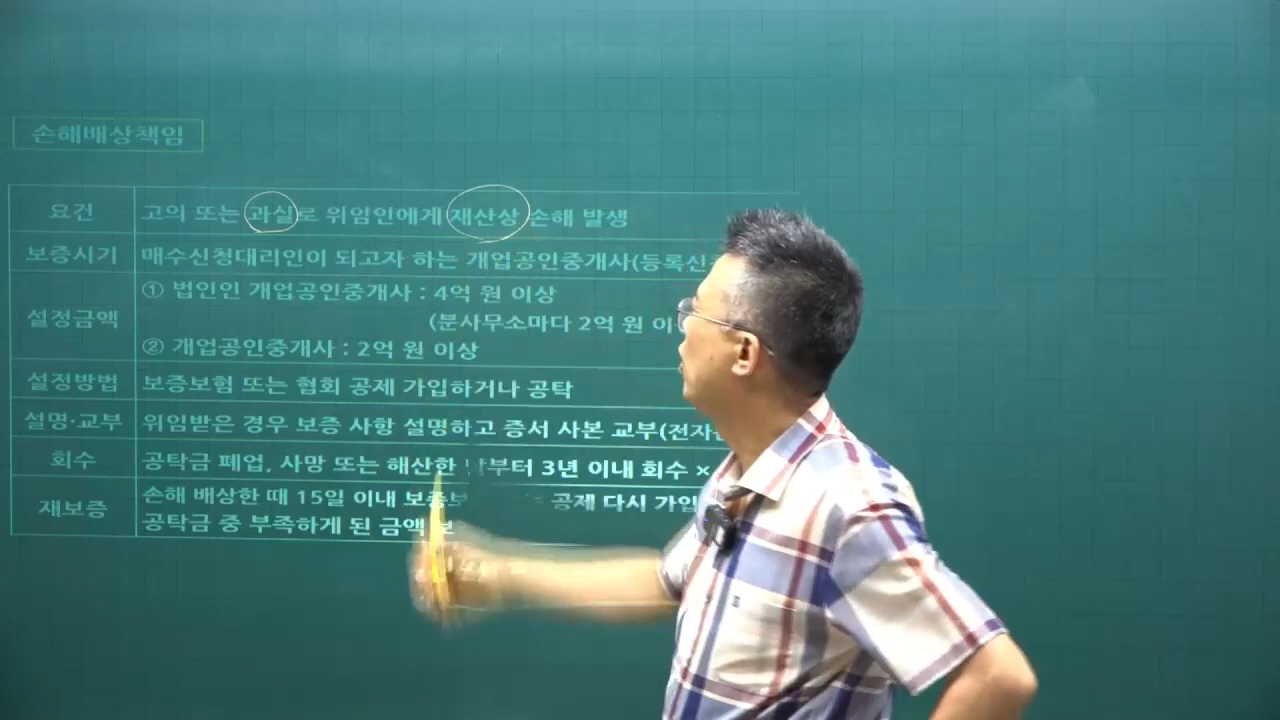 손해배상책임
요건 고의 또는 과실로 위임인에게 재산상 손해 발생
보증시기 매수신청대리인이 되고자 하는 개업공인중개사(등록신
설정금액 ① 법인인 개업공인중개사 : 4억 원 이상
(분사무소마다 2억 원 이
② 개업공인중개사 : 2억 원 이상
설정방법 보증보험 또는 협회 공제 가입하거나 공탁
설명·교부 위임받은 경우 보증 사항 설명하고 증서 사본 교부(전자
회수 공탁금 폐업, 사망 또는 해산한 날부터 3년 이내 회수 ×
재보증 손해 배상한 때 15일 이내 공제 다시 가입
공탁금 중 부족하게 된 금액